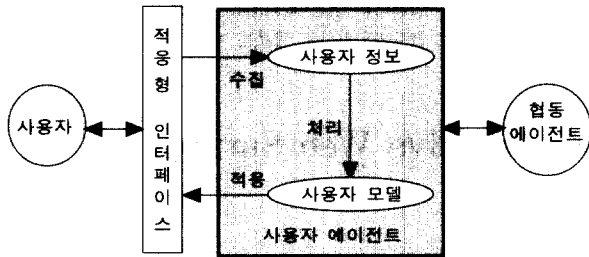 사용자
적응형 인터페이스
수집
사용자 정보
처리
적용
사용자 모델
사용자 에이전트
협동
에이전트